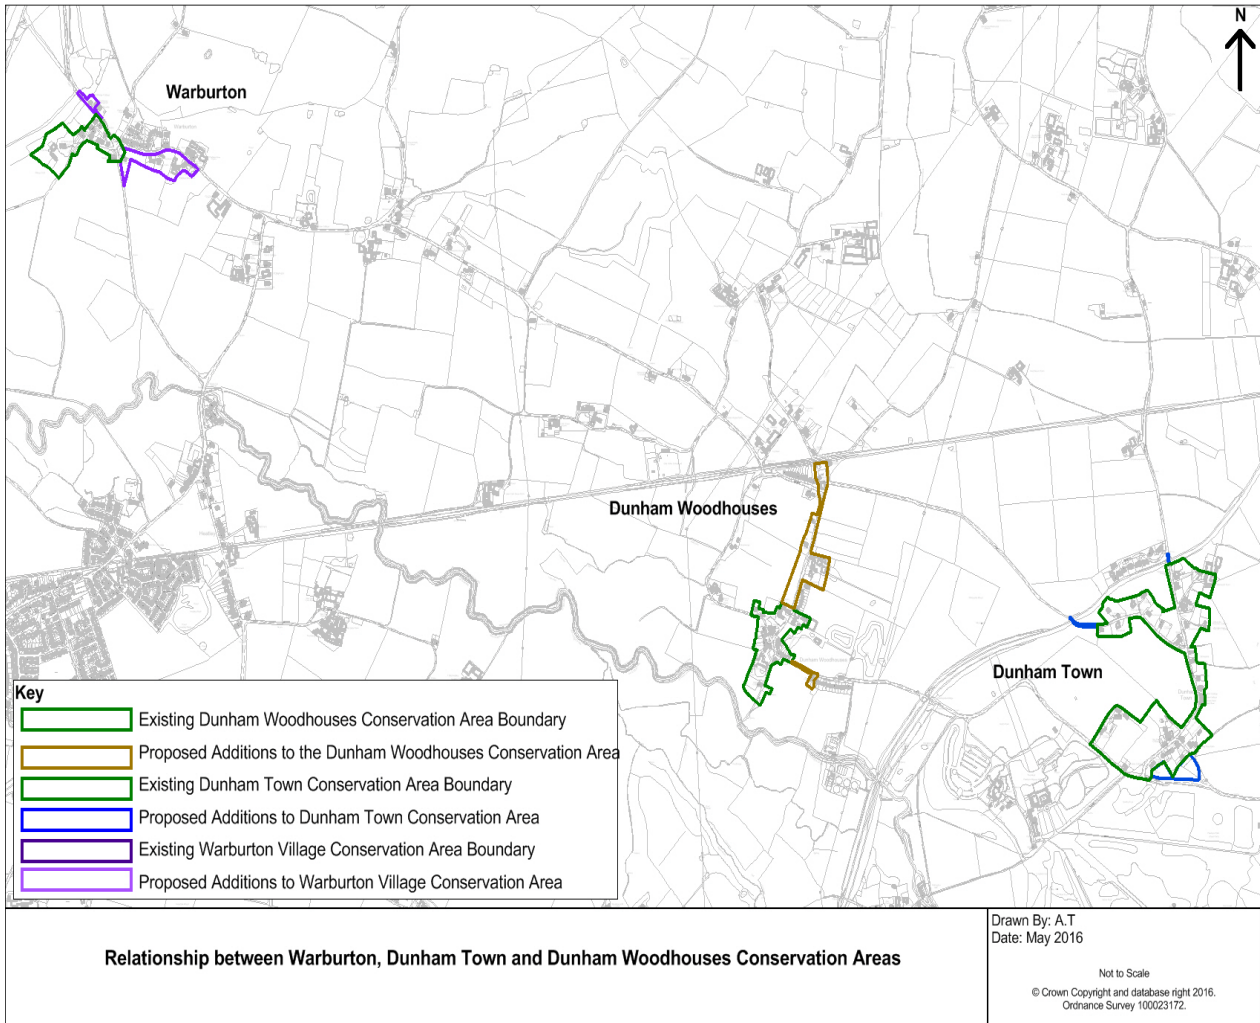 N
Warburton
Dunham Woodhouses
Dunham Town
Key
Existing Dunham Woodhouses Conservation Area Boundary
Proposed Additions to the Dunham Woodhouses Conservation Area
Existing Dunham Town Conservation Area Boundary
Proposed Additions to Dunham Town Conservation Area
Existing Warburton Village Conservation Area Boundary
Proposed Additions to Warburton Village Conservation Area
Relationship between Warburton, Dunham Town and Dunham Woodhouses Conservation Areas
Drawn By: A.T
Date: May 2016
Not to Scale
© Crown Copyright and database right 2016.
Ordnance Survey 100023172.